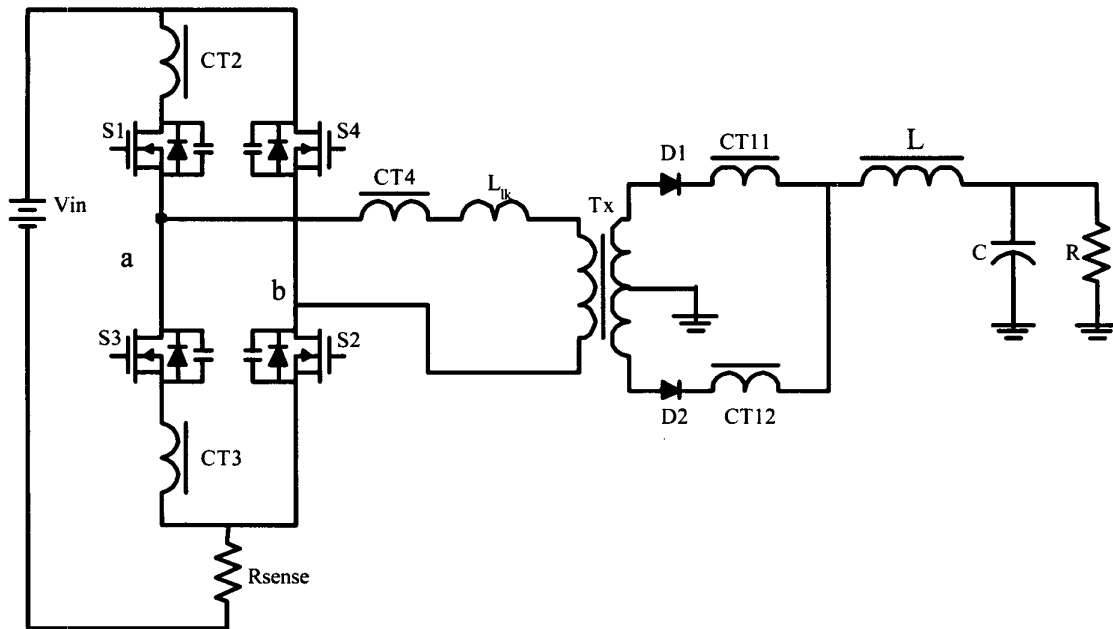 CT2
S1
S4
Vin
a
b
CT4
L_lk
Tx
D1
CT11
L
C
R
S3
S2
D2
CT12
CT3
Rsense